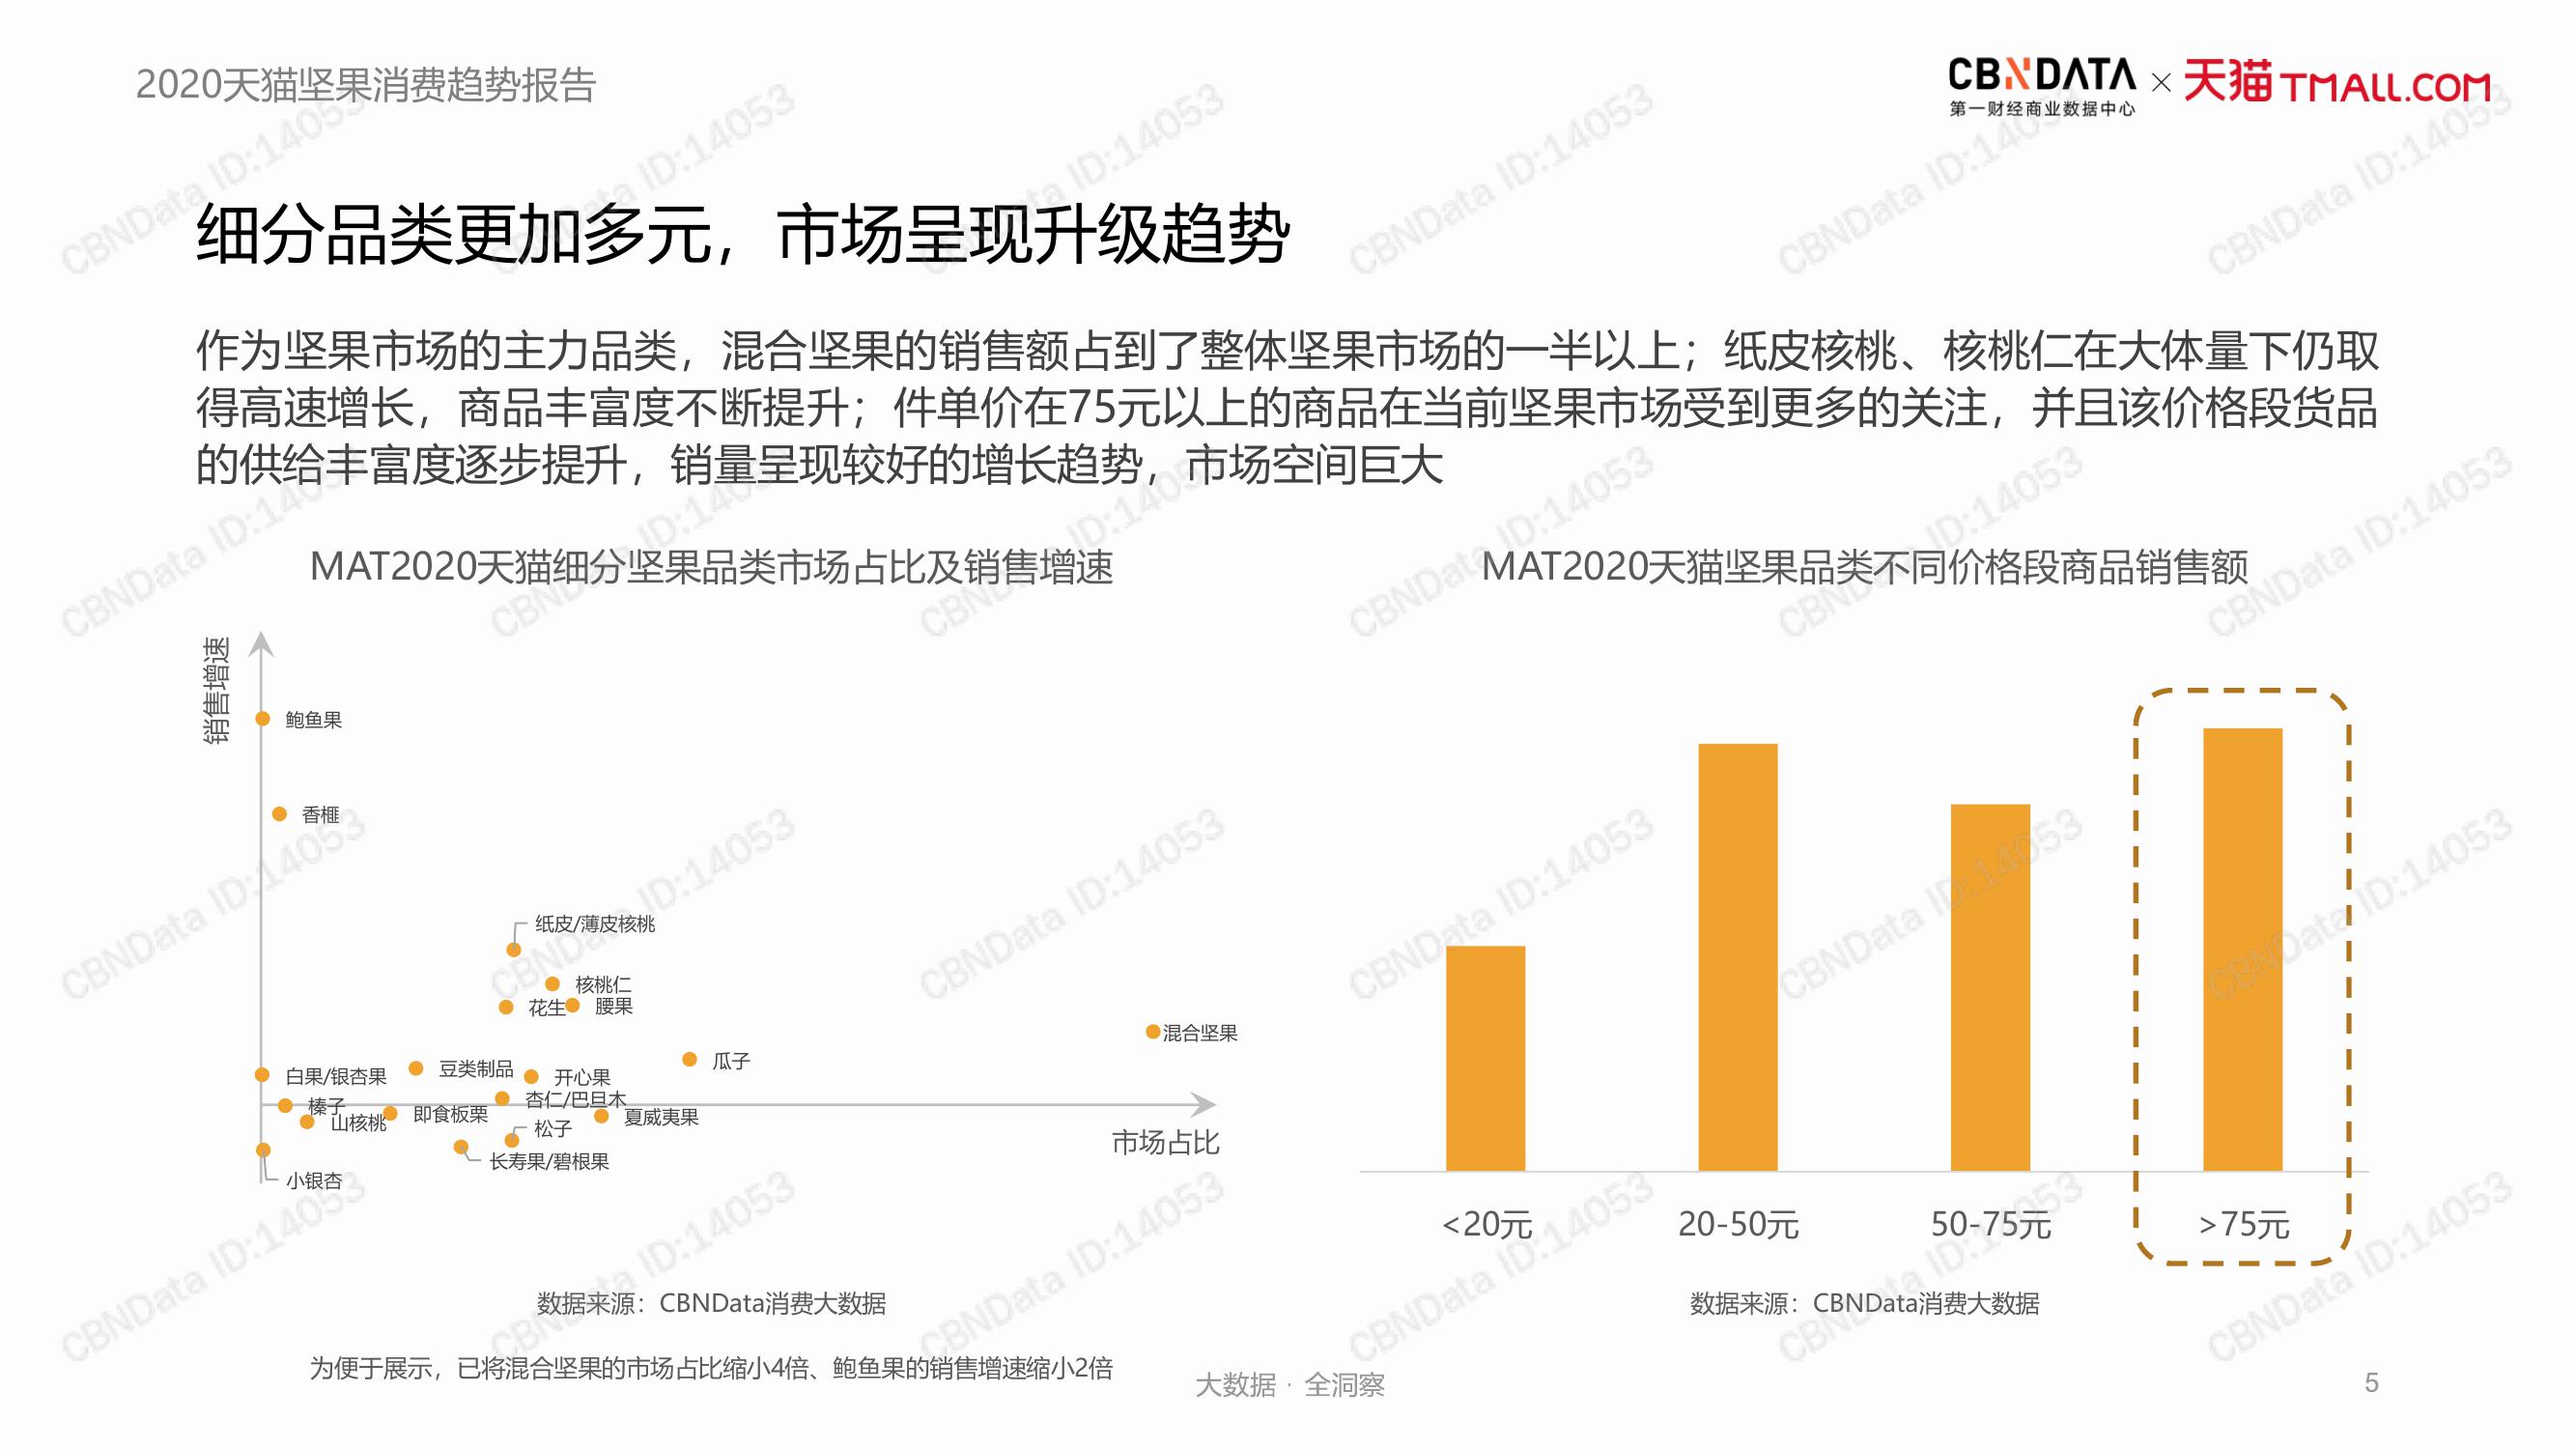 2020天猫坚果消费趋势报告
CBNDATA × 天猫 TMALL.COM
第一财经商业数据中心
细分品类更加多元，市场呈现升级趋势
作为坚果市场的主力品类，混合坚果的销售额占到了整体坚果市场的一半以上；纸皮核桃、核桃仁在大体量下仍取
得高速增长，商品丰富度不断提升；件单价在75元以上的商品在当前坚果市场受到更多的关注，并且该价格段货品
的供给丰富度逐步提升，销量呈现较好的增长趋势，市场空间巨大
MAT2020天猫细分坚果品类市场占比及销售增速
销售增速
鲍鱼果
香榧
纸皮/薄皮核桃
核桃仁
花生
腰果
混合坚果
瓜子
豆类制品
白果/银杏果
开心果
杏仁/巴旦木
榛子
山核桃
即食板栗
夏威夷果
松子
长寿果/碧根果
小银杏
市场占比
数据来源：CBNData消费大数据
为便于展示，已将混合坚果的市场占比缩小4倍、鲍鱼果的销售增速缩小2倍
MAT2020天猫坚果品类不同价格段商品销售额
<20元
20-50元
50-75元
>75元
数据来源：CBNData消费大数据
大数据 · 全洞察
5
CBNData ID:14053